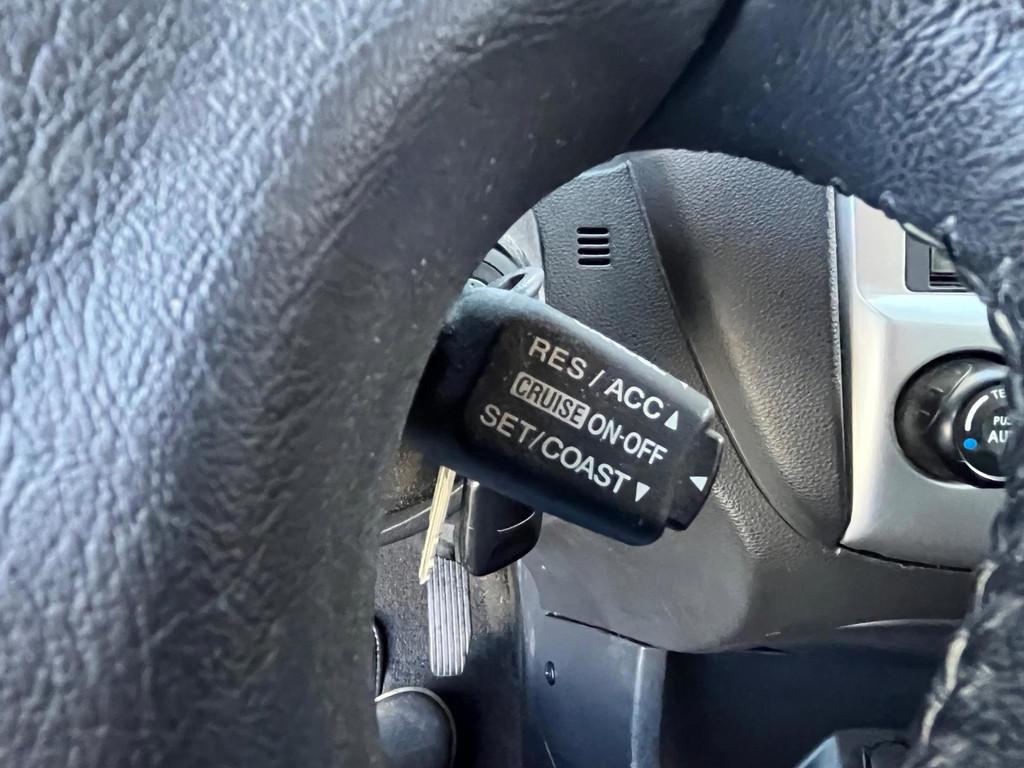 RES / ACC▲
CRUISE ON-OFF
SET/COAST▼